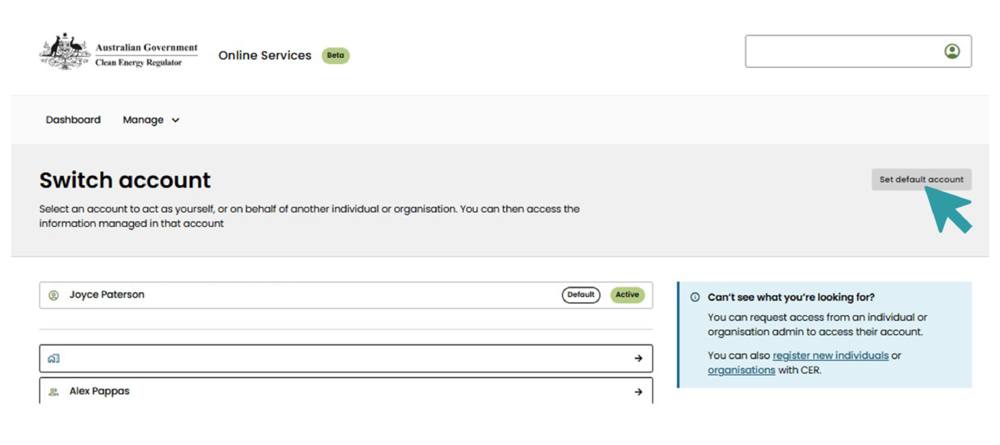 Australian Government
Clean Energy Regulator
Online Services
Beta
Dashboard
Manage
Switch account
Set default account
Select an account to act as yourself, or on behalf of another individual or organisation. You can then access the
information managed in that account
Joyce Paterson
Default
Active
Alex Pappas
Can't see what you're looking for?
You can request access from an individual or
organisation admin to access their account.
You can also register new individuals or
organisations with CER.